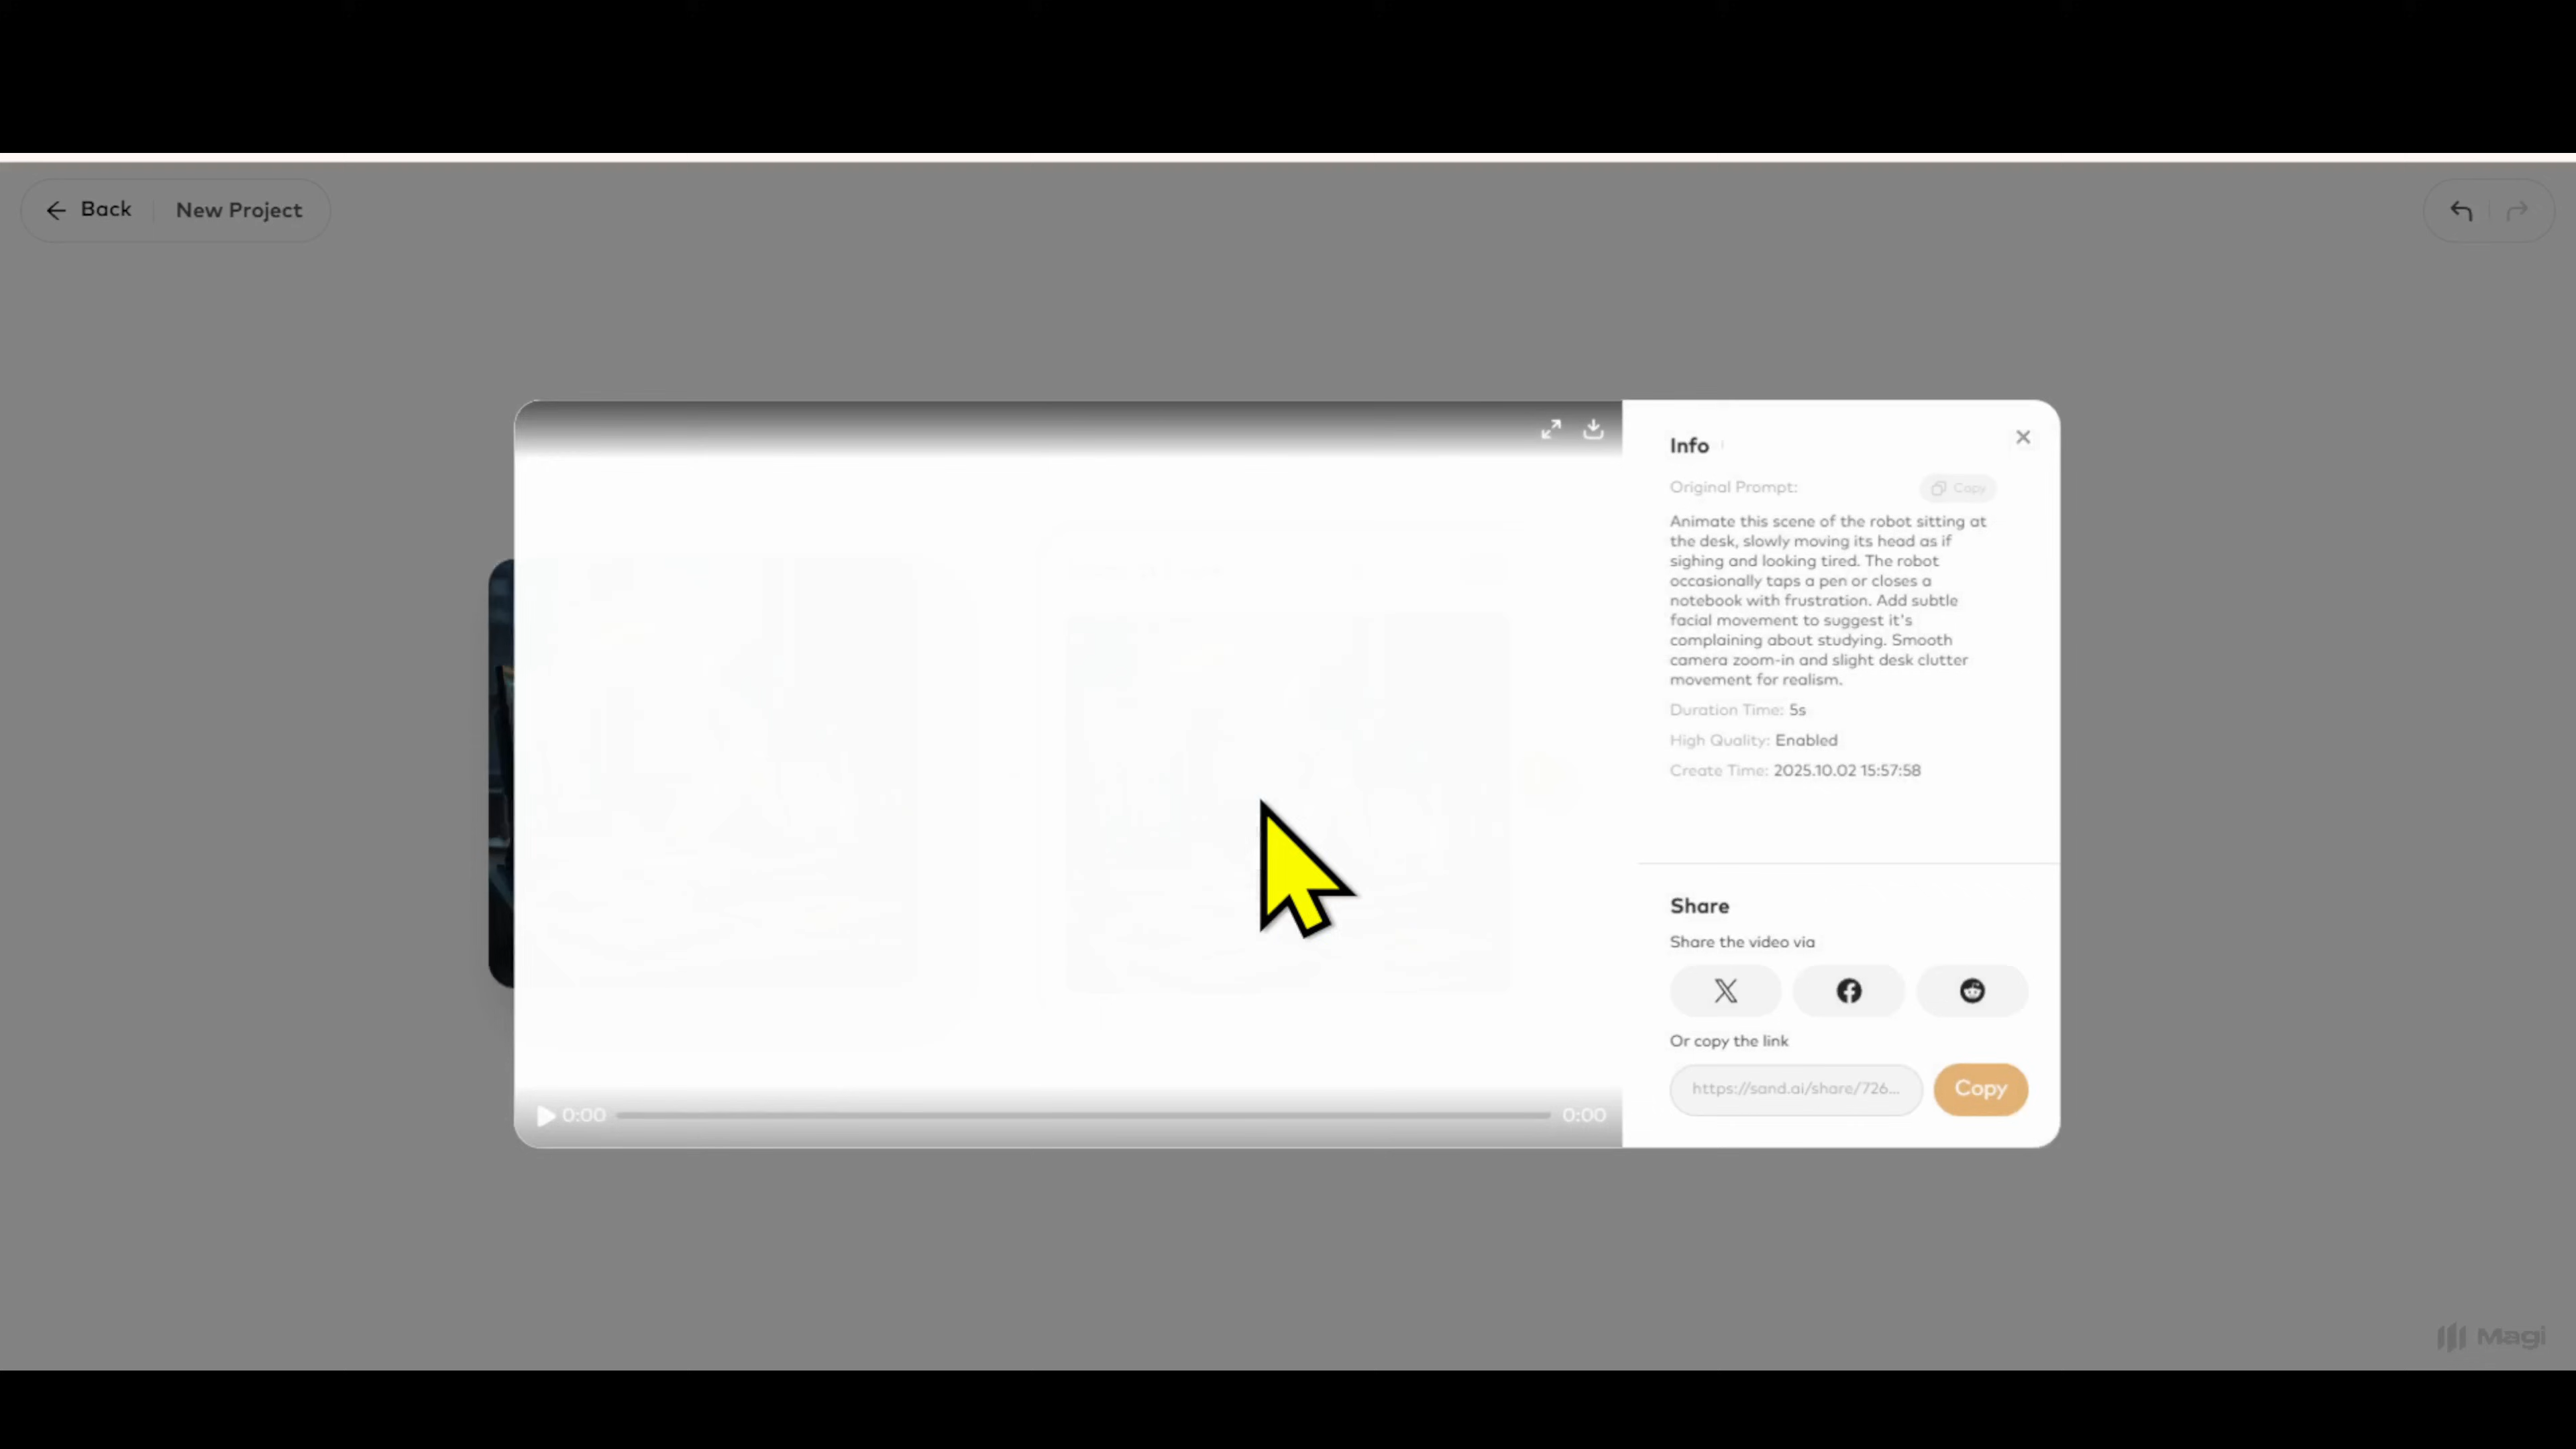 Back
New Project
Info
Original Prompt:
Copy
Animate this scene of the robot sitting at
the desk, slowly moving its head as if
sighing and looking tired. The robot
occasionally taps a pen or closes a
notebook with frustration. Add subtle
facial movement to suggest it's
complaining about studying. Smooth
camera zoom-in and slight desk clutter
movement for realism.
Duration Time: 5s
High Quality: Enabled
Create Time: 2025.10.02 15:57:58
Share
Share the video via
Or copy the link
https://sand.ai/share/726...
Copy
0:00
0:00
Magi